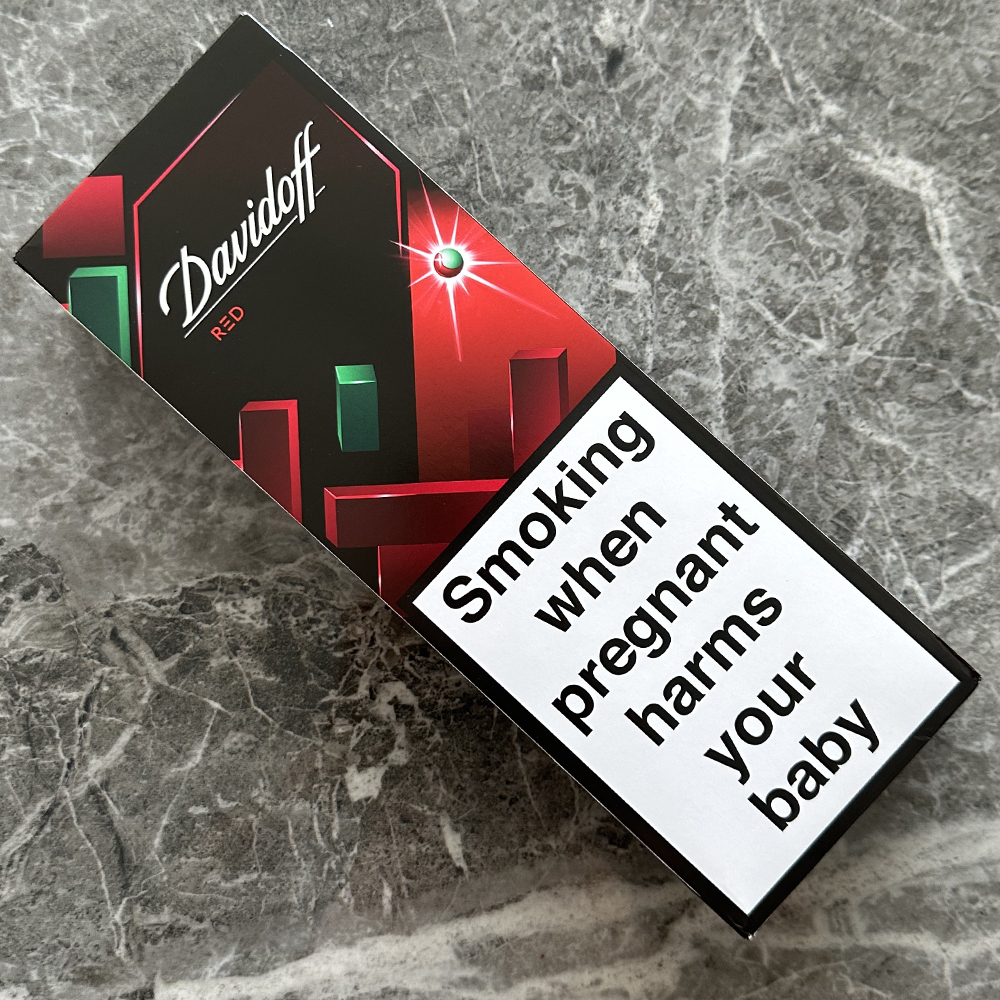 Davidoff
RED
Smoking
when
pregnant
harms
your
baby